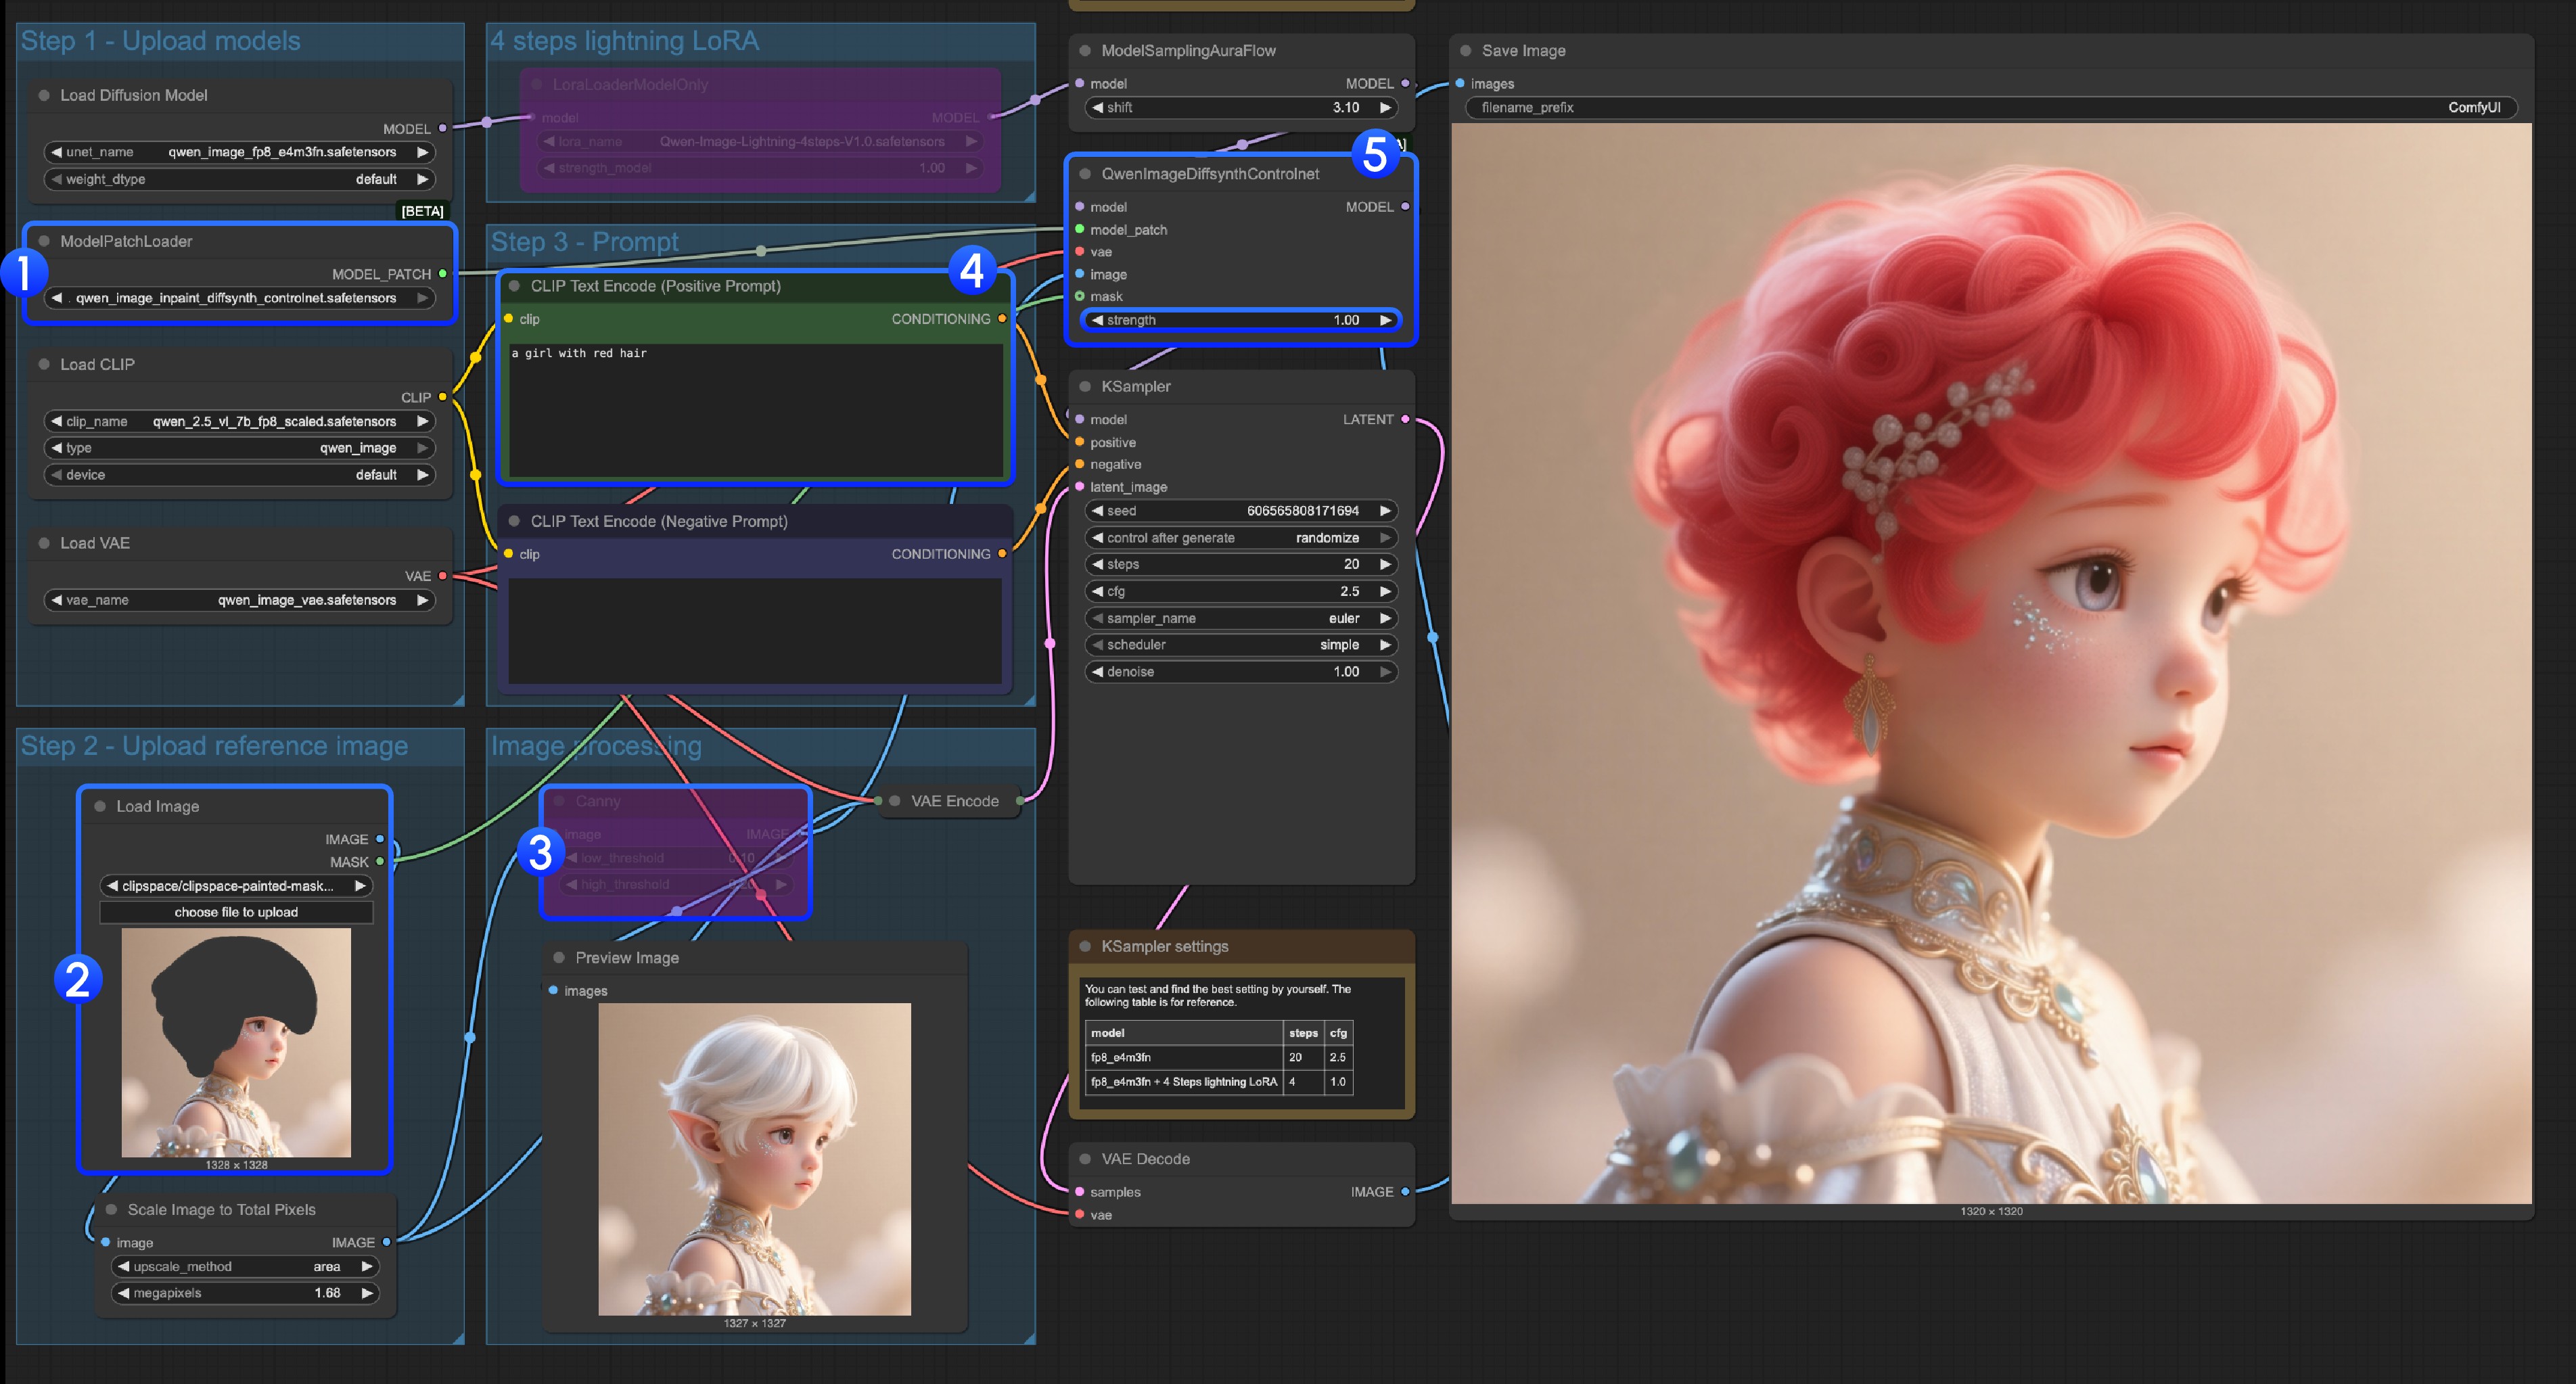 Step 1 - Upload models
Load Diffusion Model
MODEL
unet_name qwen_image_fp8_e4m3fn.safetensors
weight_dtype default
[BETA]
1
ModelPatchLoader
MODEL_PATCH
qwen_image_inpaint_diffsynth_controlnet.safetensors
Load CLIP
CLIP
clip_name qwen_2.5_vl_7b_fp8_scaled.safetensors
type qwen_image
device default
Load VAE
VAE
vae_name qwen_image_vae.safetensors
4 steps lightning LoRA
LoraLoaderModelOnly
model MODEL
lora_name Qwen-Image-Lightning-4steps-V1.0.safetensors
strength_model 1.00
Step 3 - Prompt
4
CLIP Text Encode (Positive Prompt)
clip CONDITIONING
a girl with red hair
CLIP Text Encode (Negative Prompt)
clip CONDITIONING
Step 2 - Upload reference image
2
Load Image
IMAGE
MASK
clipspace/clipspace-painted-mask...
choose file to upload
1328 x 1328
Scale Image to Total Pixels
image IMAGE
upscale_method area
megapixels 1.68
Image processing
3
Canny
image IMAGE
low_threshold
high_threshold
VAE Encode
Preview Image
images
1327 x 1327
ModelSamplingAuraFlow
model MODEL
shift 3.10
5
QwenImageDiffsynthControlnet
model MODEL
model_patch
vae
image
mask
strength 1.00
KSampler
model LATENT
positive
negative
latent_image
seed 606565808171694
control after generate randomize
steps 20
cfg 2.5
sampler_name euler
scheduler simple
denoise 1.00
KSampler settings
You can test and find the best setting by yourself. The
following table is for reference.
model steps cfg
fp8_e4m3fn 20 2.5
fp8_e4m3fn + 4 Steps lightning LoRA 4 1.0
VAE Decode
samples IMAGE
vae
Save Image
images
filename_prefix ComfyUI
1320 x 1320